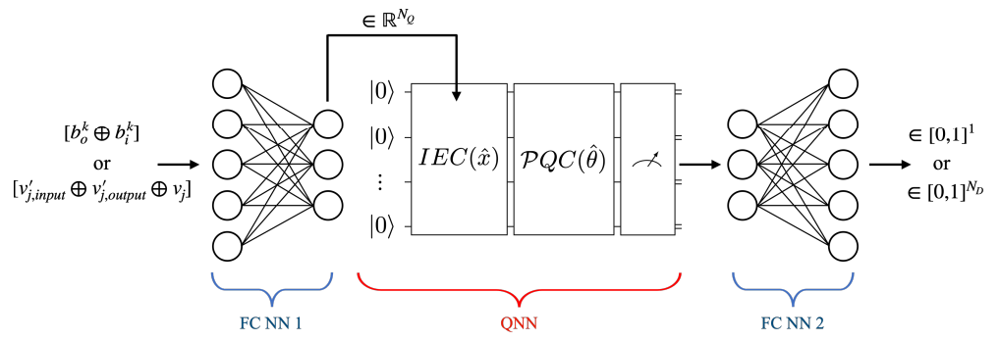 ∈ ℝ^{N_Q}
[b_o^k ⊕ b_i^k]
or
[v′_{j,input} ⊕ v′_{j,output} ⊕ v_j]
|0⟩
|0⟩
⋮
|0⟩
IEC(x̂)
𝒫QC(θ̂)
∈ [0,1]^1
or
∈ [0,1]^{N_D}
FC NN 1
QNN
FC NN 2